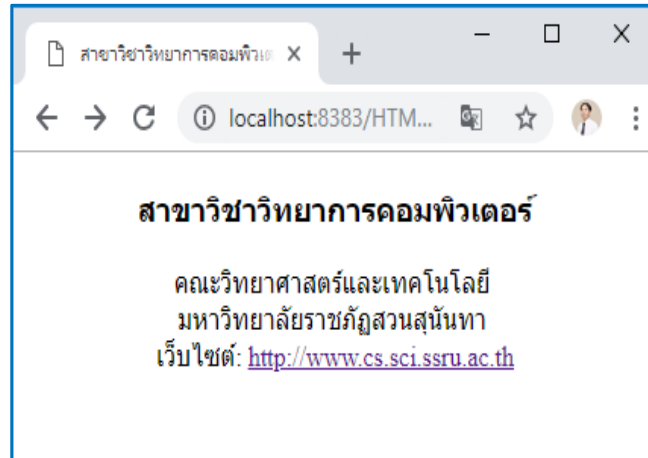 สาขาวิชาวิทยาการคอมพิว
localhost:8383/HTM...
สาขาวิชาวิทยาการคอมพิวเตอร์
คณะวิทยาศาสตร์และเทคโนโลยี
มหาวิทยาลัยราชภัฏสวนสุนันทา
เว็บไซต์: http://www.cs.sci.ssru.ac.th